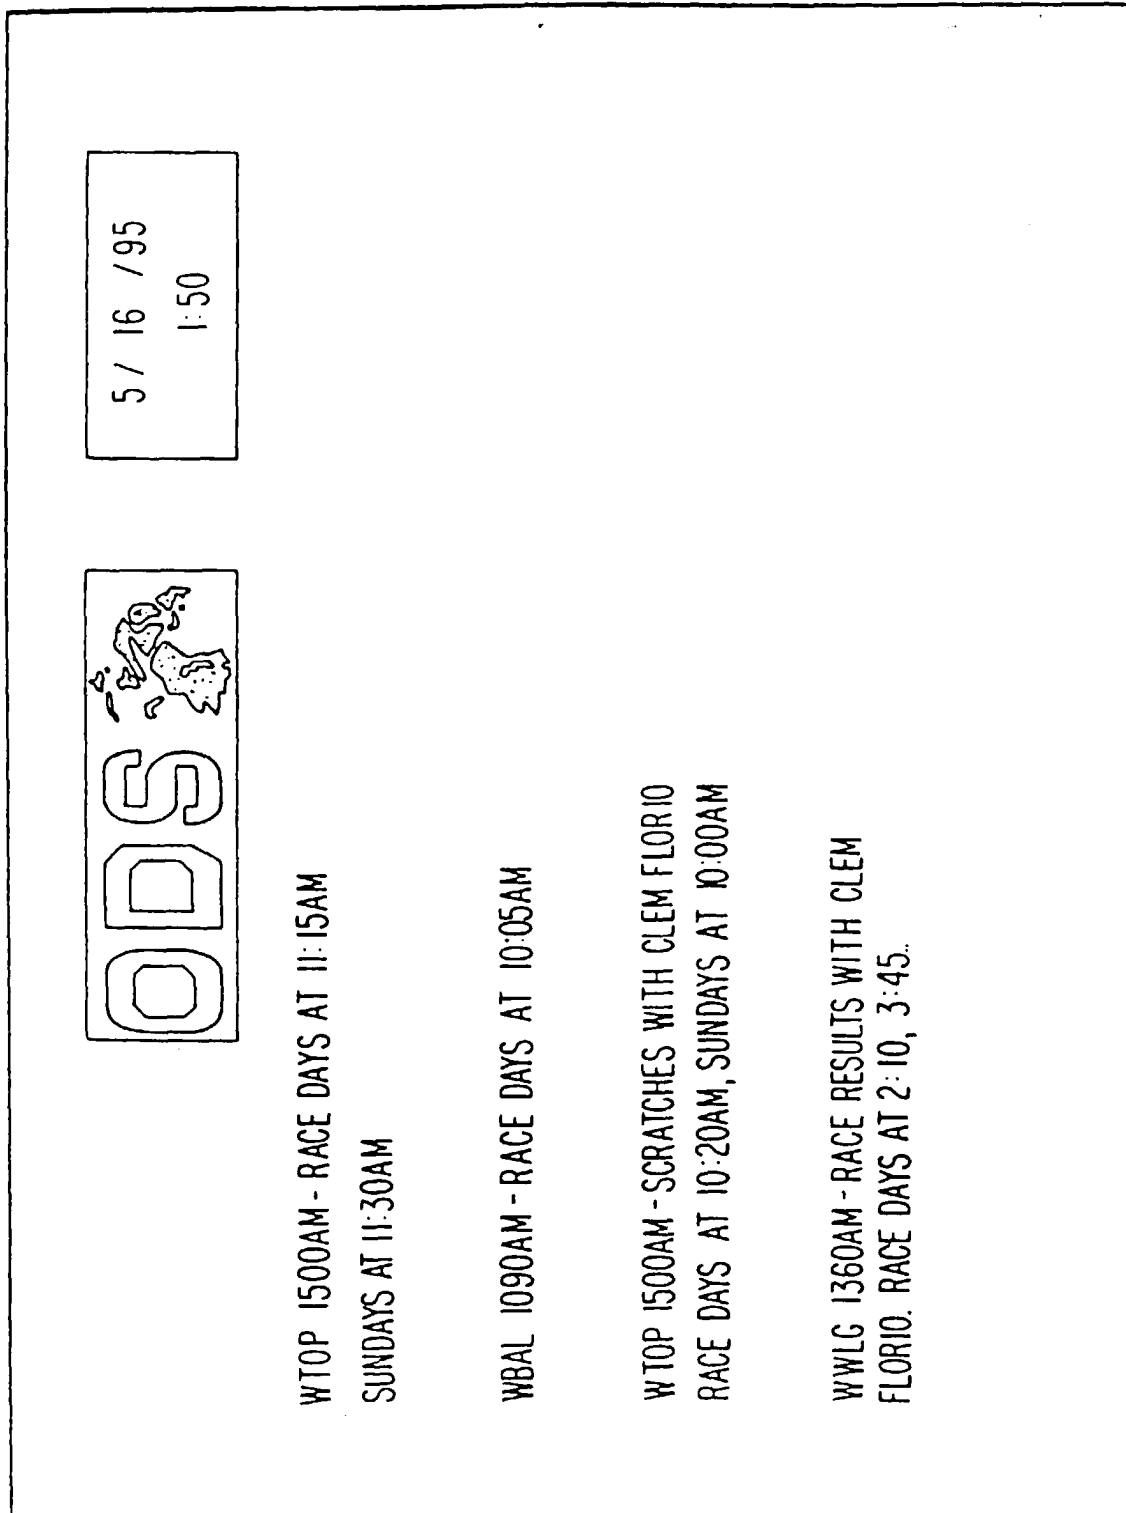 ODS
5/ 16 /95
1:50
WTOP 1500AM - RACE DAYS AT 11:15AM
SUNDAYS AT 11:30AM
WBAL 1090AM - RACE DAYS AT 10:05AM
WTOP 1500AM - SCRATCHES WITH CLEM FLORIO
RACE DAYS AT 10:20AM, SUNDAYS AT 10:00AM
WWLG 1360AM - RACE RESULTS WITH CLEM
FLORIO. RACE DAYS AT 2:10, 3:45..